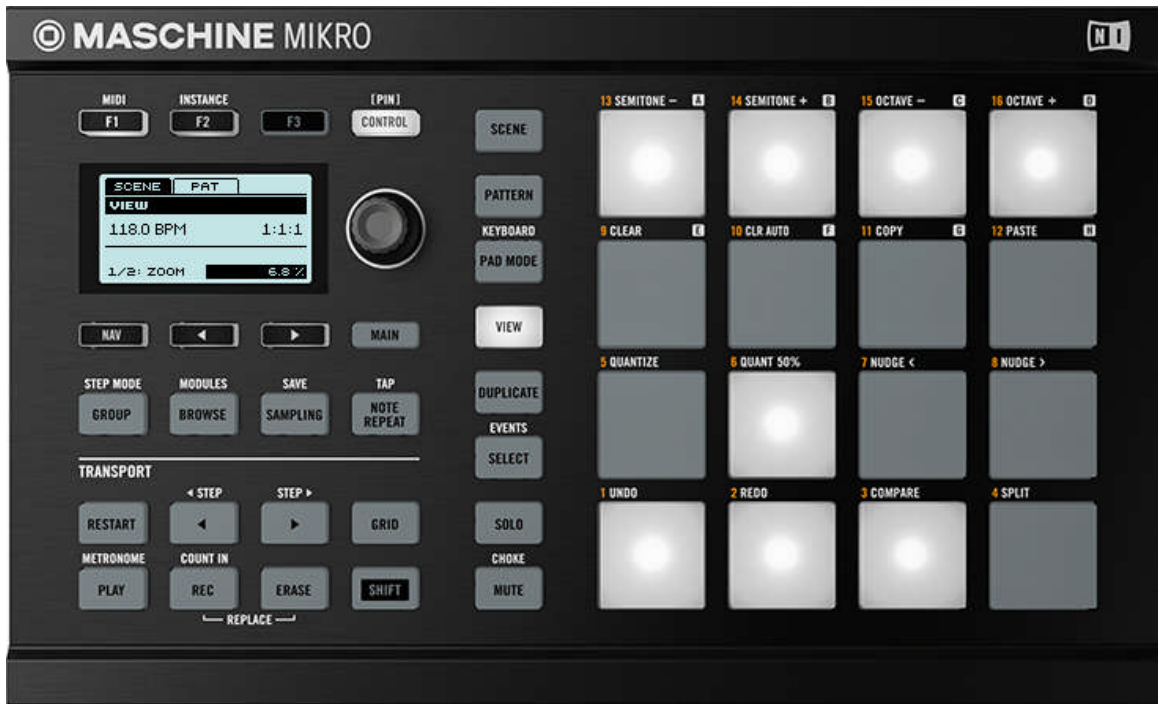 MASCHINE MIKRO
NI
MIDI INSTANCE [PIN]
F1 F2 F3 CONTROL
SCENE PAT
VIEW
118.0 BPM 1:1:1
1/2: ZOOM 6.8 %
NAV ◀ ▶ MAIN
STEP MODE MODULES SAVE TAP
GROUP BROWSE SAMPLING NOTE REPEAT
TRANSPORT
◀ STEP STEP ▶
RESTART ◀ ▶ GRID
METRONOME COUNT IN
PLAY REC ERASE SHIFT
REPLACE
SCENE
PATTERN
KEYBOARD
PAD MODE
VIEW
DUPLICATE
EVENTS
SELECT
SOLO
CHOKE
MUTE
13 SEMITONE – A 14 SEMITONE + B 15 OCTAVE – C 16 OCTAVE + D
9 CLEAR E 10 CLR AUTO F 11 COPY G 12 PASTE H
5 QUANTIZE 6 QUANT 50% 7 NUDGE < 8 NUDGE >
1 UNDO 2 REDO 3 COMPARE 4 SPLIT